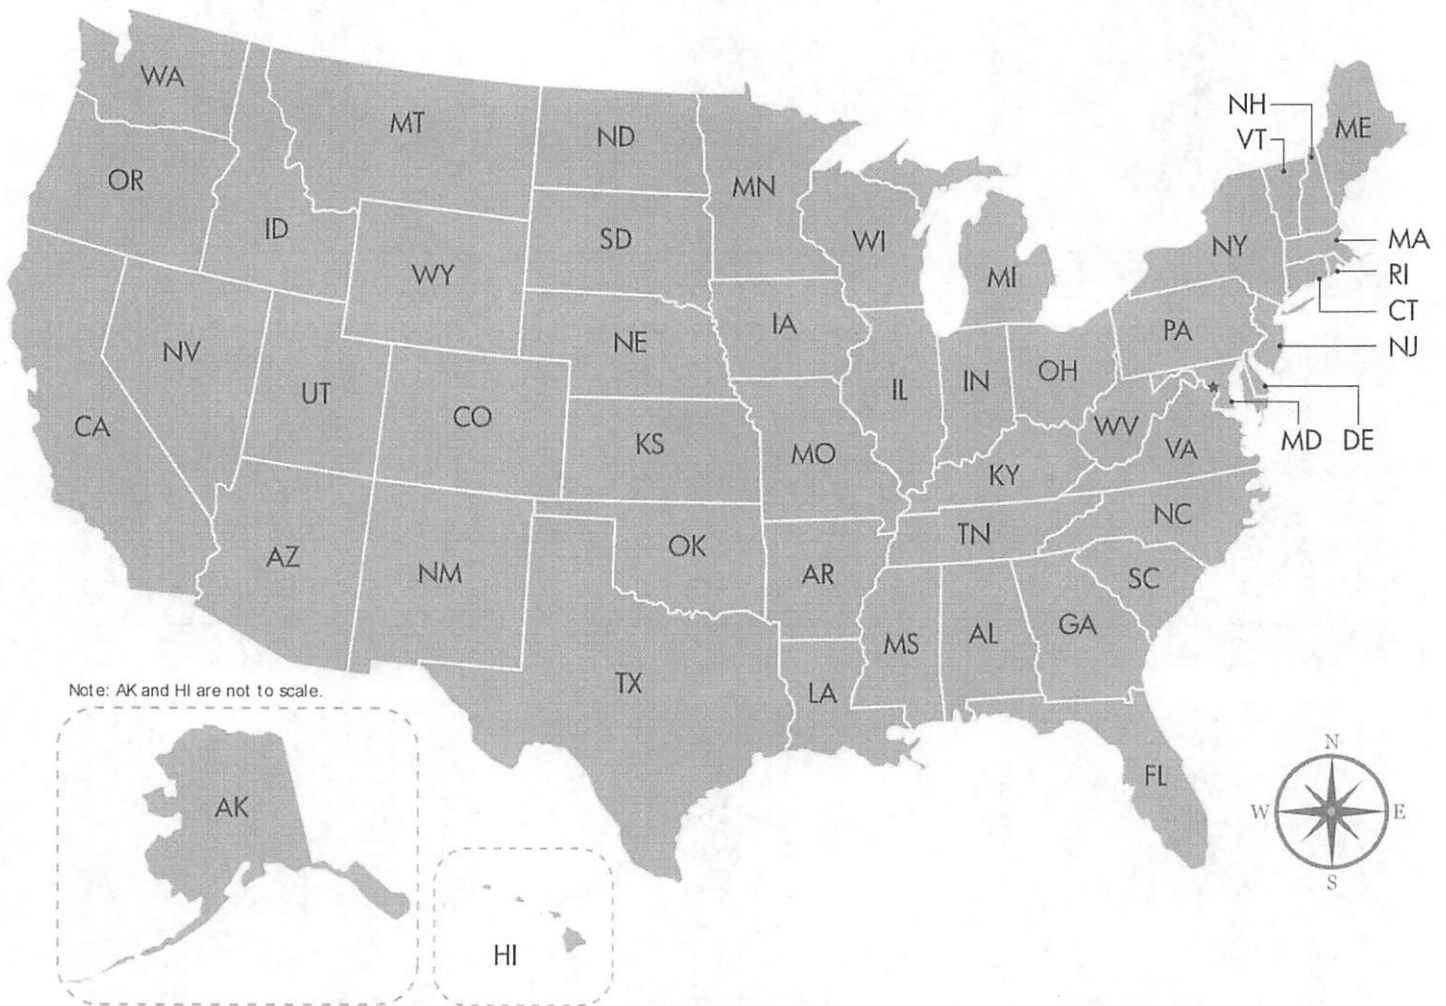 WA
MT
ND
MN
NH
VT
ME
OR
ID
SD
WI
MI
NY
MA
RI
CT
NJ
WY
NE
IA
PA
NV
UT
CO
KS
MO
IL
IN
OH
WV
VA
MD
DE
CA
KY
NC
TN
AZ
NM
OK
AR
SC
MS
AL
GA
TX
LA
FL
Note: AK and HI are not to scale.
AK
HI
N
W
E
S